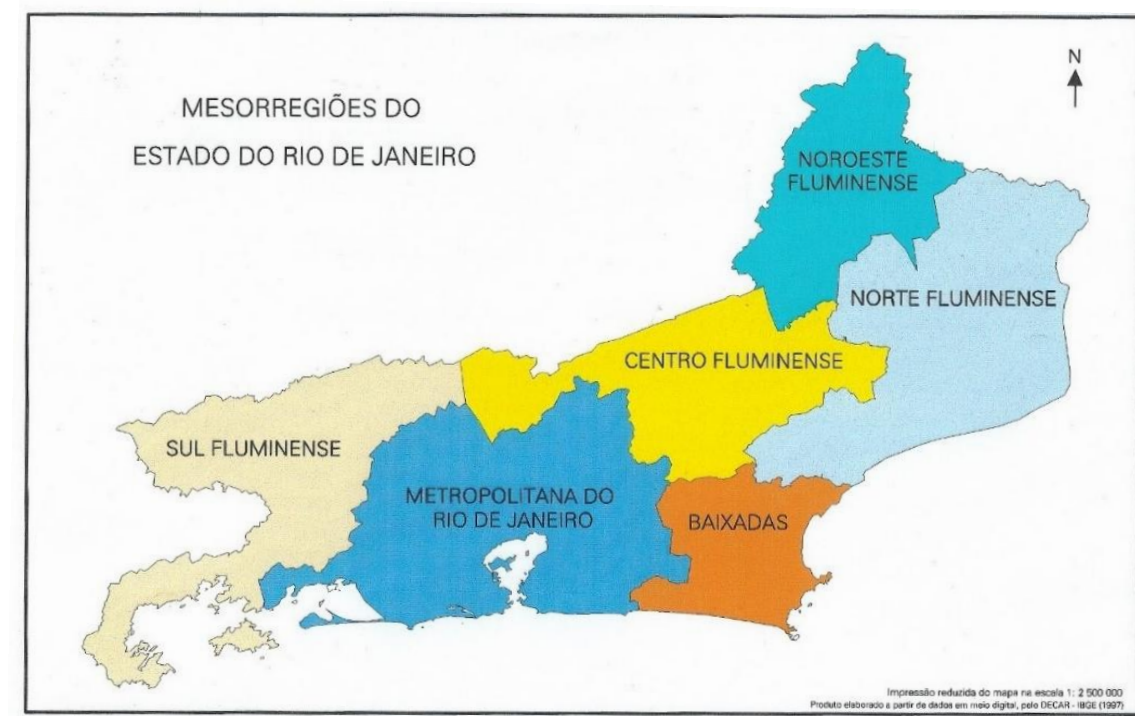 MESORREGIÕES DO
ESTADO DO RIO DE JANEIRO
N
NOROESTE
FLUMINENSE
NORTE FLUMINENSE
CENTRO FLUMINENSE
SUL FLUMINENSE
METROPOLITANA DO
RIO DE JANEIRO
BAIXADAS
Impressão reduzida do mapa na escala 1: 2 500 000
Produto elaborado a partir de dados em meio digital, pelo DECAR - IBGE (1997)